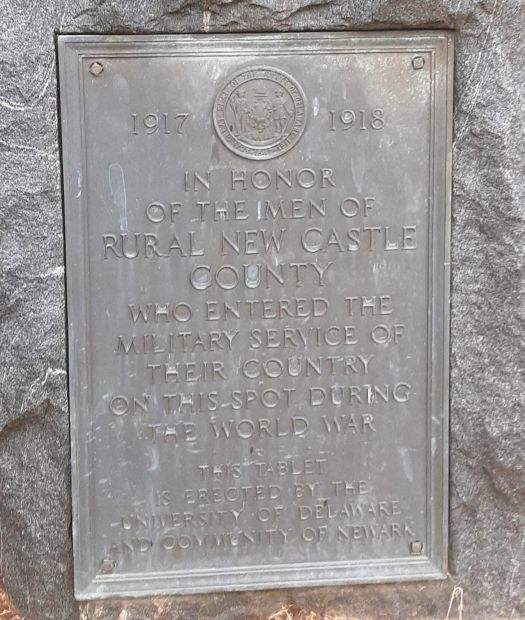 1917 1918
IN HONOR
OF THE MEN OF
RURAL NEW CASTLE
COUNTY
WHO ENTERED THE
MILITARY SERVICE OF
THEIR COUNTRY
ON THIS SPOT DURING
THE WORLD WAR
THIS TABLET
IS ERECTED BY THE
UNIVERSITY OF DELAWARE
AND COMMUNITY OF NEWARK